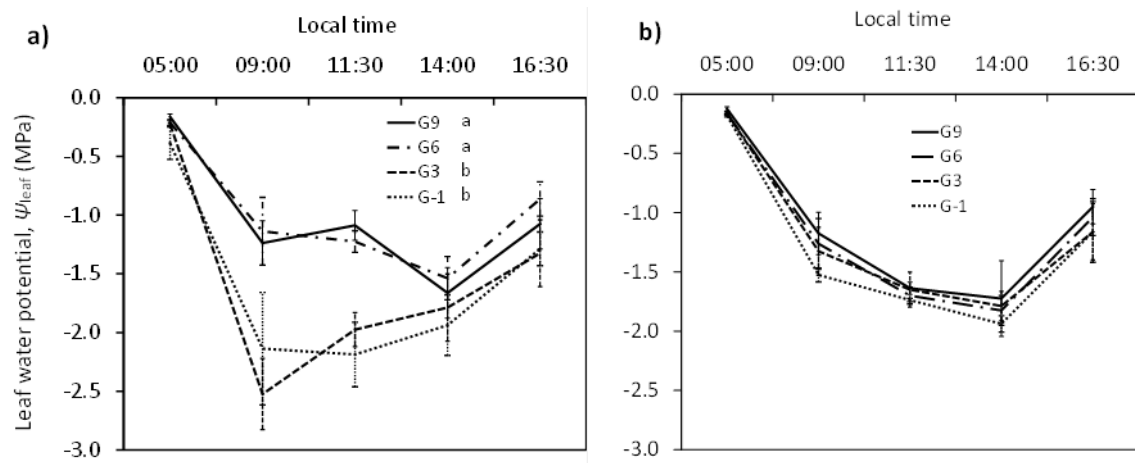 a)
Local time
05:00 09:00 11:30 14:00 16:30
0.0
-0.5
-1.0
-1.5
-2.0
-2.5
-3.0
Leaf water potential, Ψleaf (MPa)
G9 a
G6 a
G3 b
G-1 b
b)
Local time
05:00 09:00 11:30 14:00 16:30
0.0
-0.5
-1.0
-1.5
-2.0
-2.5
-3.0
G9
G6
G3
G-1